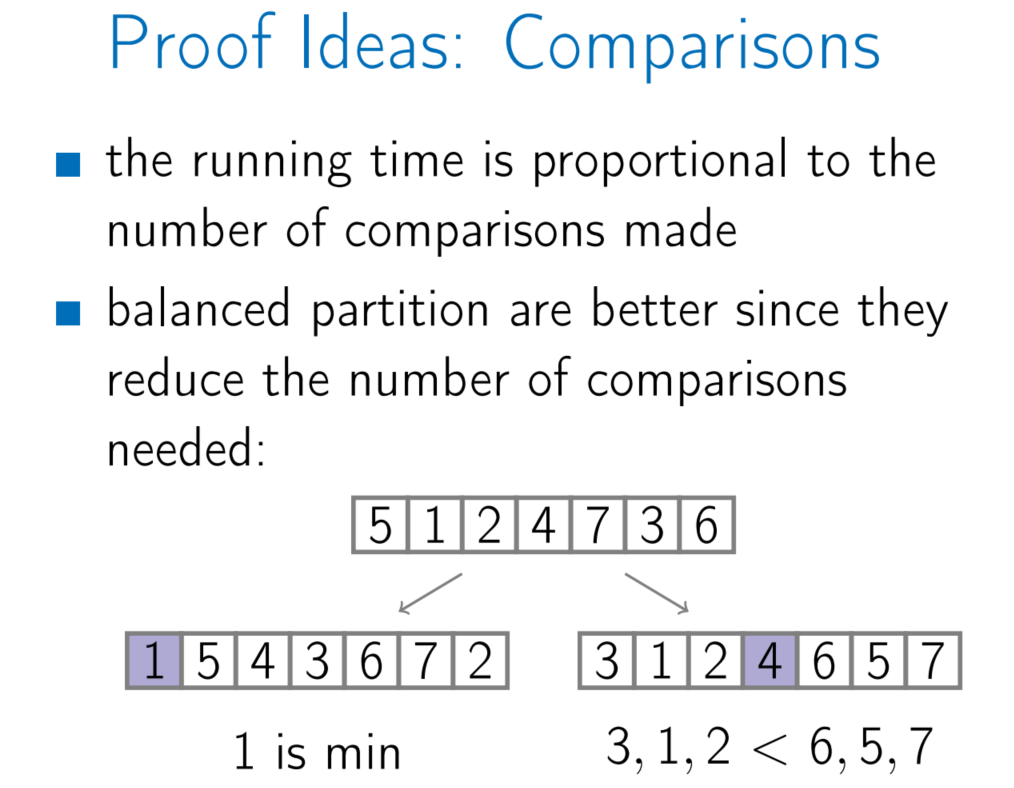 Proof Ideas: Comparisons
the running time is proportional to the
number of comparisons made
balanced partition are better since they
reduce the number of comparisons
needed:
5 1 2 4 7 3 6
1 5 4 3 6 7 2
3 1 2 4 6 5 7
1 is min
3, 1, 2 < 6, 5, 7